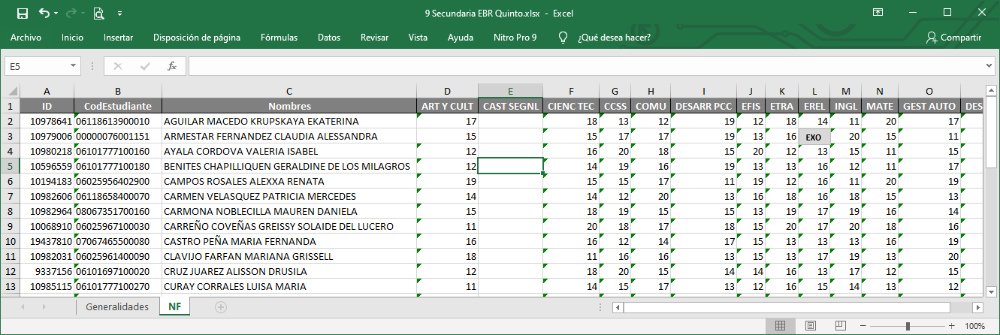 9 Secundaria EBR Quinto.xlsx - Excel
Archivo Inicio Insertar Disposición de página Fórmulas Datos Revisar Vista Ayuda Nitro Pro 9 ¿Qué desea hacer? Compartir
E5 fx
A B C D E F G H I J K L M N O
1 ID CodEstudiante Nombres ART Y CULT CAST SEGNL CIENC TEC CCSS COMU DESARR PCC EFIS ETRA EREL INGL MATE GEST AUTO DES
2 10978641 06118613900010 AGUILAR MACEDO KRUPSKAYA EKATERINA 17 18 13 12 19 12 18 14 11 20 17
3 10979006 00000076001151 ARMESTAR FERNANDEZ CLAUDIA ALESSANDRA 15 15 17 17 19 13 16 EXO 20 15 11
4 10980218 06101777100160 AYALA CORDOVA VALERIA ISABEL 12 16 20 18 15 20 12 13 15 11 15
5 10596559 06101777100180 BENITES CHAPILLIQUEN GERALDINE DE LOS MILAGROS 12 14 19 16 19 13 13 16 12 11 17
6 10194183 06025956402900 CAMPOS ROSALES ALEXXA RENATA 19 15 15 17 11 19 12 16 11 20 19
7 10982606 06118658400070 CARMEN VELASQUEZ PATRICIA MERCEDES 14 14 12 20 13 16 18 16 18 15 13
8 10982964 08067351700160 CARMONA NOBLECILLA MAUREN DANIELA 15 18 19 15 15 13 19 17 19 16 14
9 10068910 06025967100030 CARREÑO COVEÑAS GREISSY SOLAIDE DEL LUCERO 11 20 18 17 18 15 20 17 20 18 16
10 19437810 07067465500080 CASTRO PEÑA MARIA FERNANDA 16 16 12 14 17 15 13 13 13 16 19
11 10982031 06025961400090 CLAVIJO FARFAN MARIANA GRISSELL 18 11 16 16 13 15 13 17 19 13 20
12 9337156 06101697100020 CRUZ JUAREZ ALISSON DRUSILA 12 18 20 15 14 14 16 13 17 12 15
13 10985115 06101777100270 CURAY CORRALES LUISA MARIA 11 14 15 17 13 12 16 15 14 13 12
Generalidades NF
100%